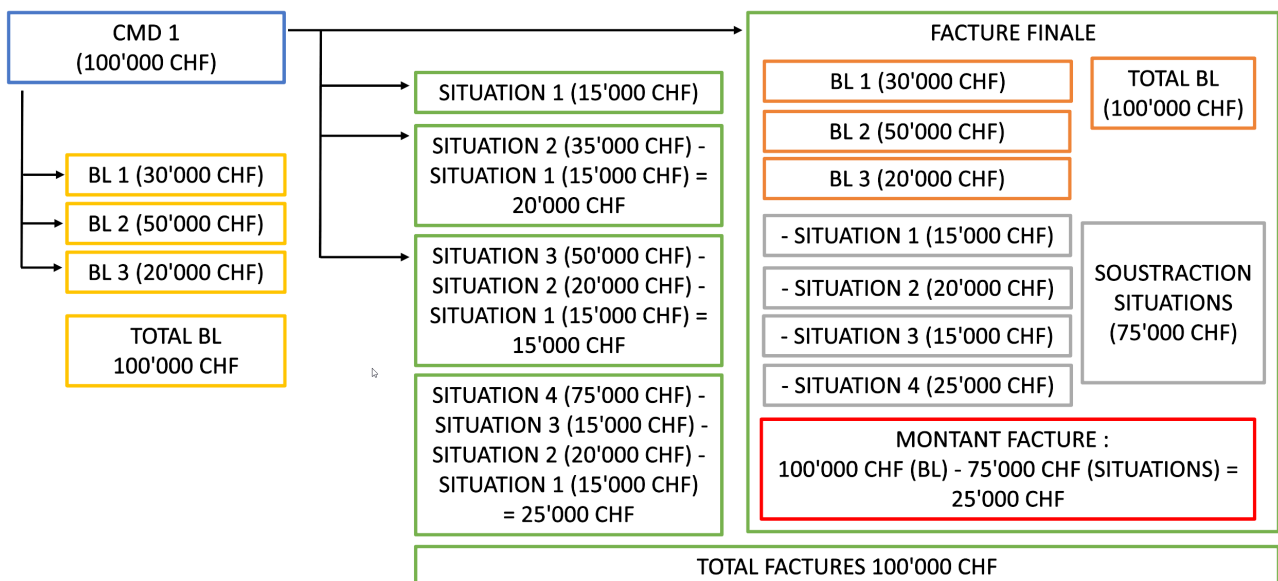 CMD 1
(100'000 CHF)
BL 1 (30'000 CHF)
BL 2 (50'000 CHF)
BL 3 (20'000 CHF)
TOTAL BL
100'000 CHF
SITUATION 1 (15'000 CHF)
SITUATION 2 (35'000 CHF) -
SITUATION 1 (15'000 CHF) =
20'000 CHF
SITUATION 3 (50'000 CHF) -
SITUATION 2 (20'000 CHF) -
SITUATION 1 (15'000 CHF) =
15'000 CHF
SITUATION 4 (75'000 CHF) -
SITUATION 3 (15'000 CHF) -
SITUATION 2 (20'000 CHF) -
SITUATION 1 (15'000 CHF)
= 25'000 CHF
FACTURE FINALE
BL 1 (30'000 CHF)
BL 2 (50'000 CHF)
BL 3 (20'000 CHF)
TOTAL BL
(100'000 CHF)
- SITUATION 1 (15'000 CHF)
- SITUATION 2 (20'000 CHF)
- SITUATION 3 (15'000 CHF)
- SITUATION 4 (25'000 CHF)
SOUSTRACTION
SITUATIONS
(75'000 CHF)
MONTANT FACTURE :
100'000 CHF (BL) - 75'000 CHF (SITUATIONS) =
25'000 CHF
TOTAL FACTURES 100'000 CHF